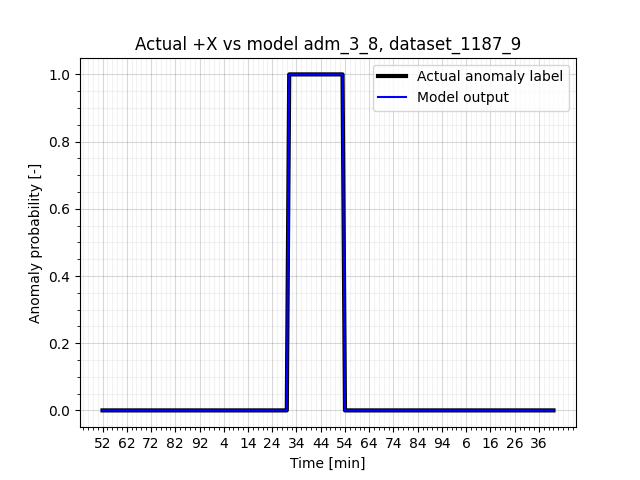 Actual +X vs model adm_3_8, dataset_1187_9
Actual anomaly label
Model output
Anomaly probability [-]
1.0
0.8
0.6
0.4
0.2
0.0
52 62 72 82 92 4 14 24 34 44 54 64 74 84 94 6 16 26 36
Time [min]